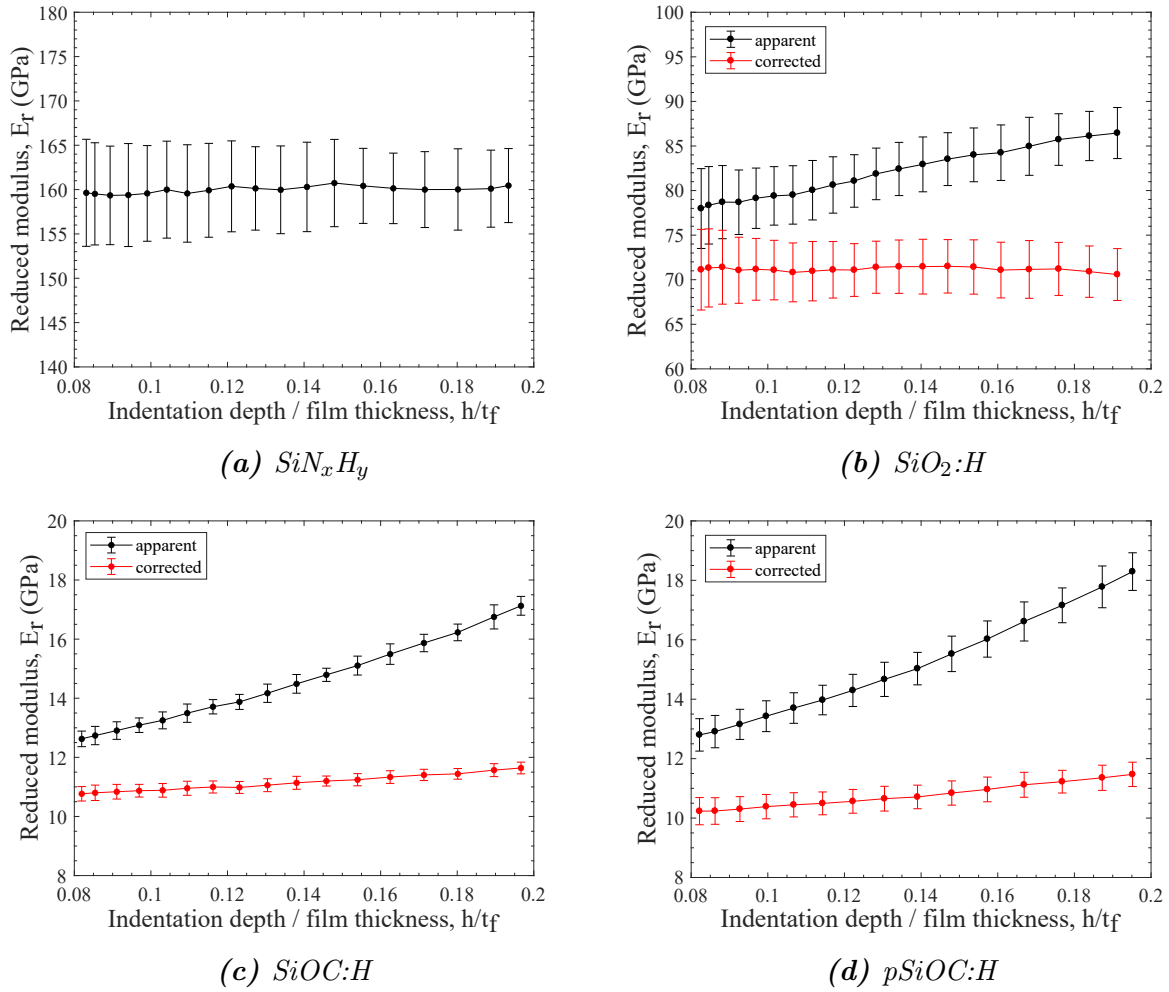 180
175
170
165
160
155
150
145
140
Reduced modulus, Er (GPa)
0.08 0.1 0.12 0.14 0.16 0.18 0.2
Indentation depth / film thickness, h/tf
(a) SiNxHy
100
95
90
85
80
75
70
65
60
Reduced modulus, Er (GPa)
apparent
corrected
0.08 0.1 0.12 0.14 0.16 0.18 0.2
Indentation depth / film thickness, h/tf
(b) SiO2:H
20
18
16
14
12
10
8
Reduced modulus, Er (GPa)
apparent
corrected
0.08 0.1 0.12 0.14 0.16 0.18 0.2
Indentation depth / film thickness, h/tf
(c) SiOC:H
20
18
16
14
12
10
8
Reduced modulus, Er (GPa)
apparent
corrected
0.08 0.1 0.12 0.14 0.16 0.18 0.2
Indentation depth / film thickness, h/tf
(d) pSiOC:H